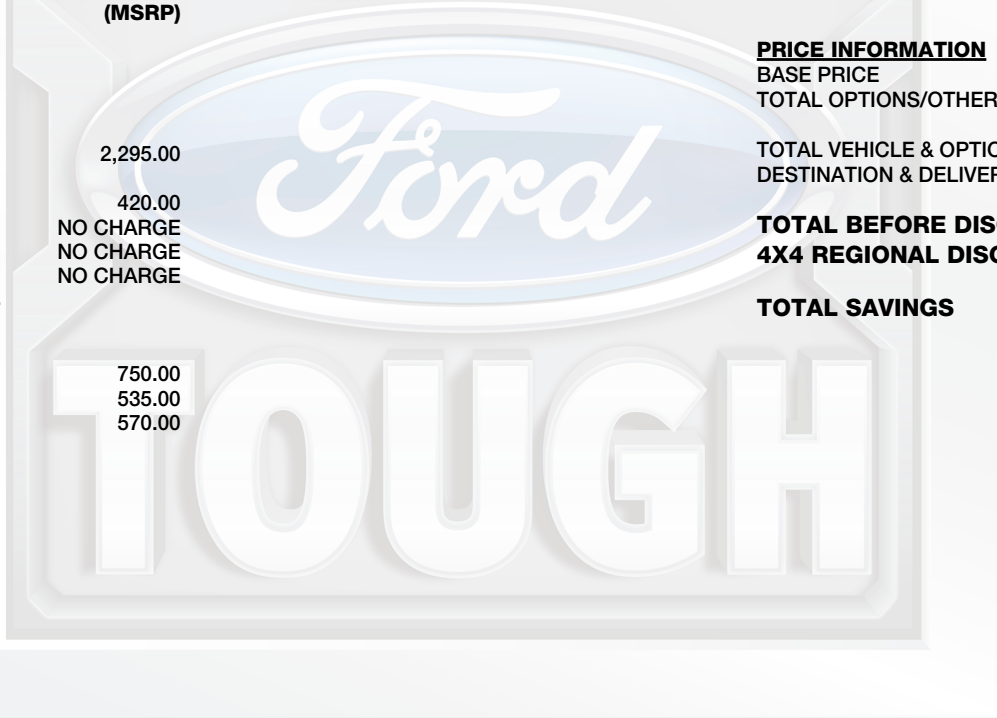 (MSRP)
2,295.00
420.00
NO CHARGE
NO CHARGE
NO CHARGE
750.00
535.00
570.00
PRICE INFORMATION
BASE PRICE
TOTAL OPTIONS/OTHER
TOTAL VEHICLE & OPTIO
DESTINATION & DELIVER
TOTAL BEFORE DIS
4X4 REGIONAL DISC
TOTAL SAVINGS
Ford
TOUGH